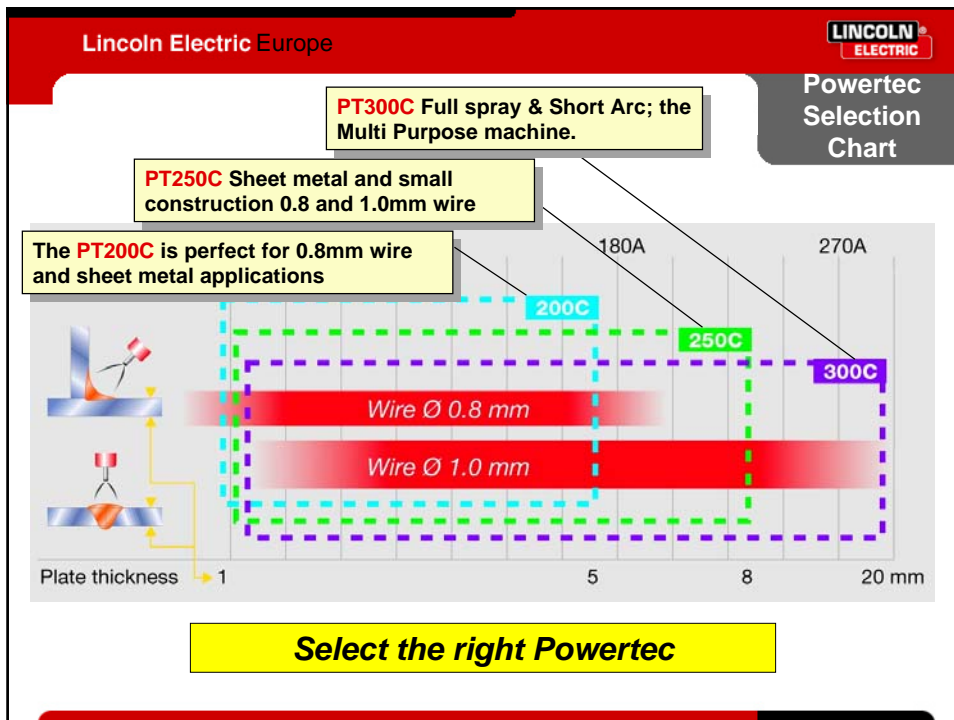 Lincoln Electric Europe
LINCOLN ®
ELECTRIC
Powertec
Selection
Chart
PT300C Full spray & Short Arc; the
Multi Purpose machine.
PT250C Sheet metal and small
construction 0.8 and 1.0mm wire
The PT200C is perfect for 0.8mm wire
and sheet metal applications
180A 270A
200C
250C
300C
Wire Ø 0.8 mm
Wire Ø 1.0 mm
Plate thickness 1 5 8 20 mm
Select the right Powertec